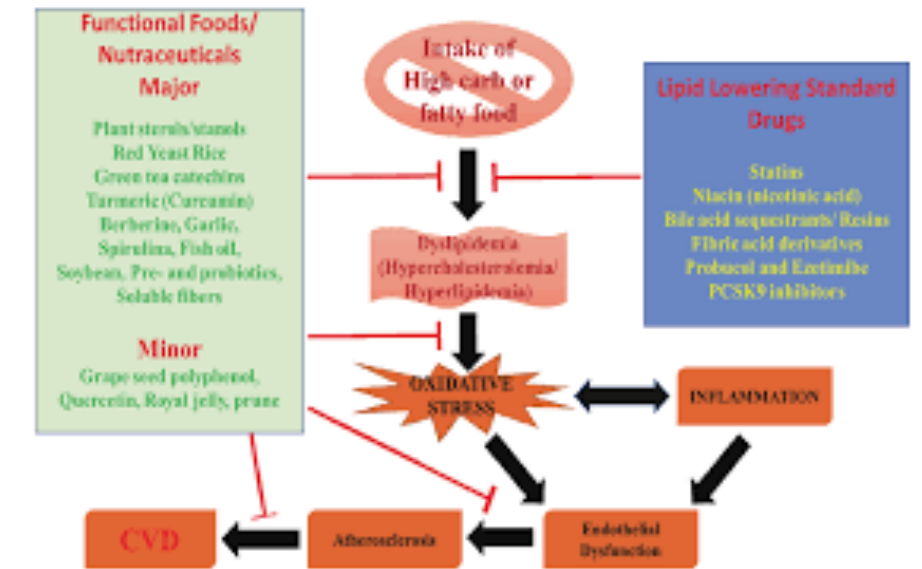 Functional Foods/
Nutraceuticals
Major
Plant sterols/stanols
Red Yeast Rice
Green tea catechins
Turmeric (Curcumin)
Berberine, Garlic,
Spirulina, Fish oil,
Soybean, Pre- and probiotics,
Soluble fibers
Minor
Grape seed polyphenol,
Quercetin, Royal jelly, prune
Intake of
High carb or
fatty food
Lipid Lowering Standard
Drugs
Statins
Niacin (nicotinic acid)
Bile acid sequestrants/ Resins
Fibric acid derivatives
Probucol and Ezetimibe
PCSK9 inhibitors
Dyslipidemia
(Hypercholesterolemia/
Hyperlipidemia)
OXIDATIVE
STRESS
INFLAMMATION
Endothelial
Dysfunction
Atherosclerosis
CVD